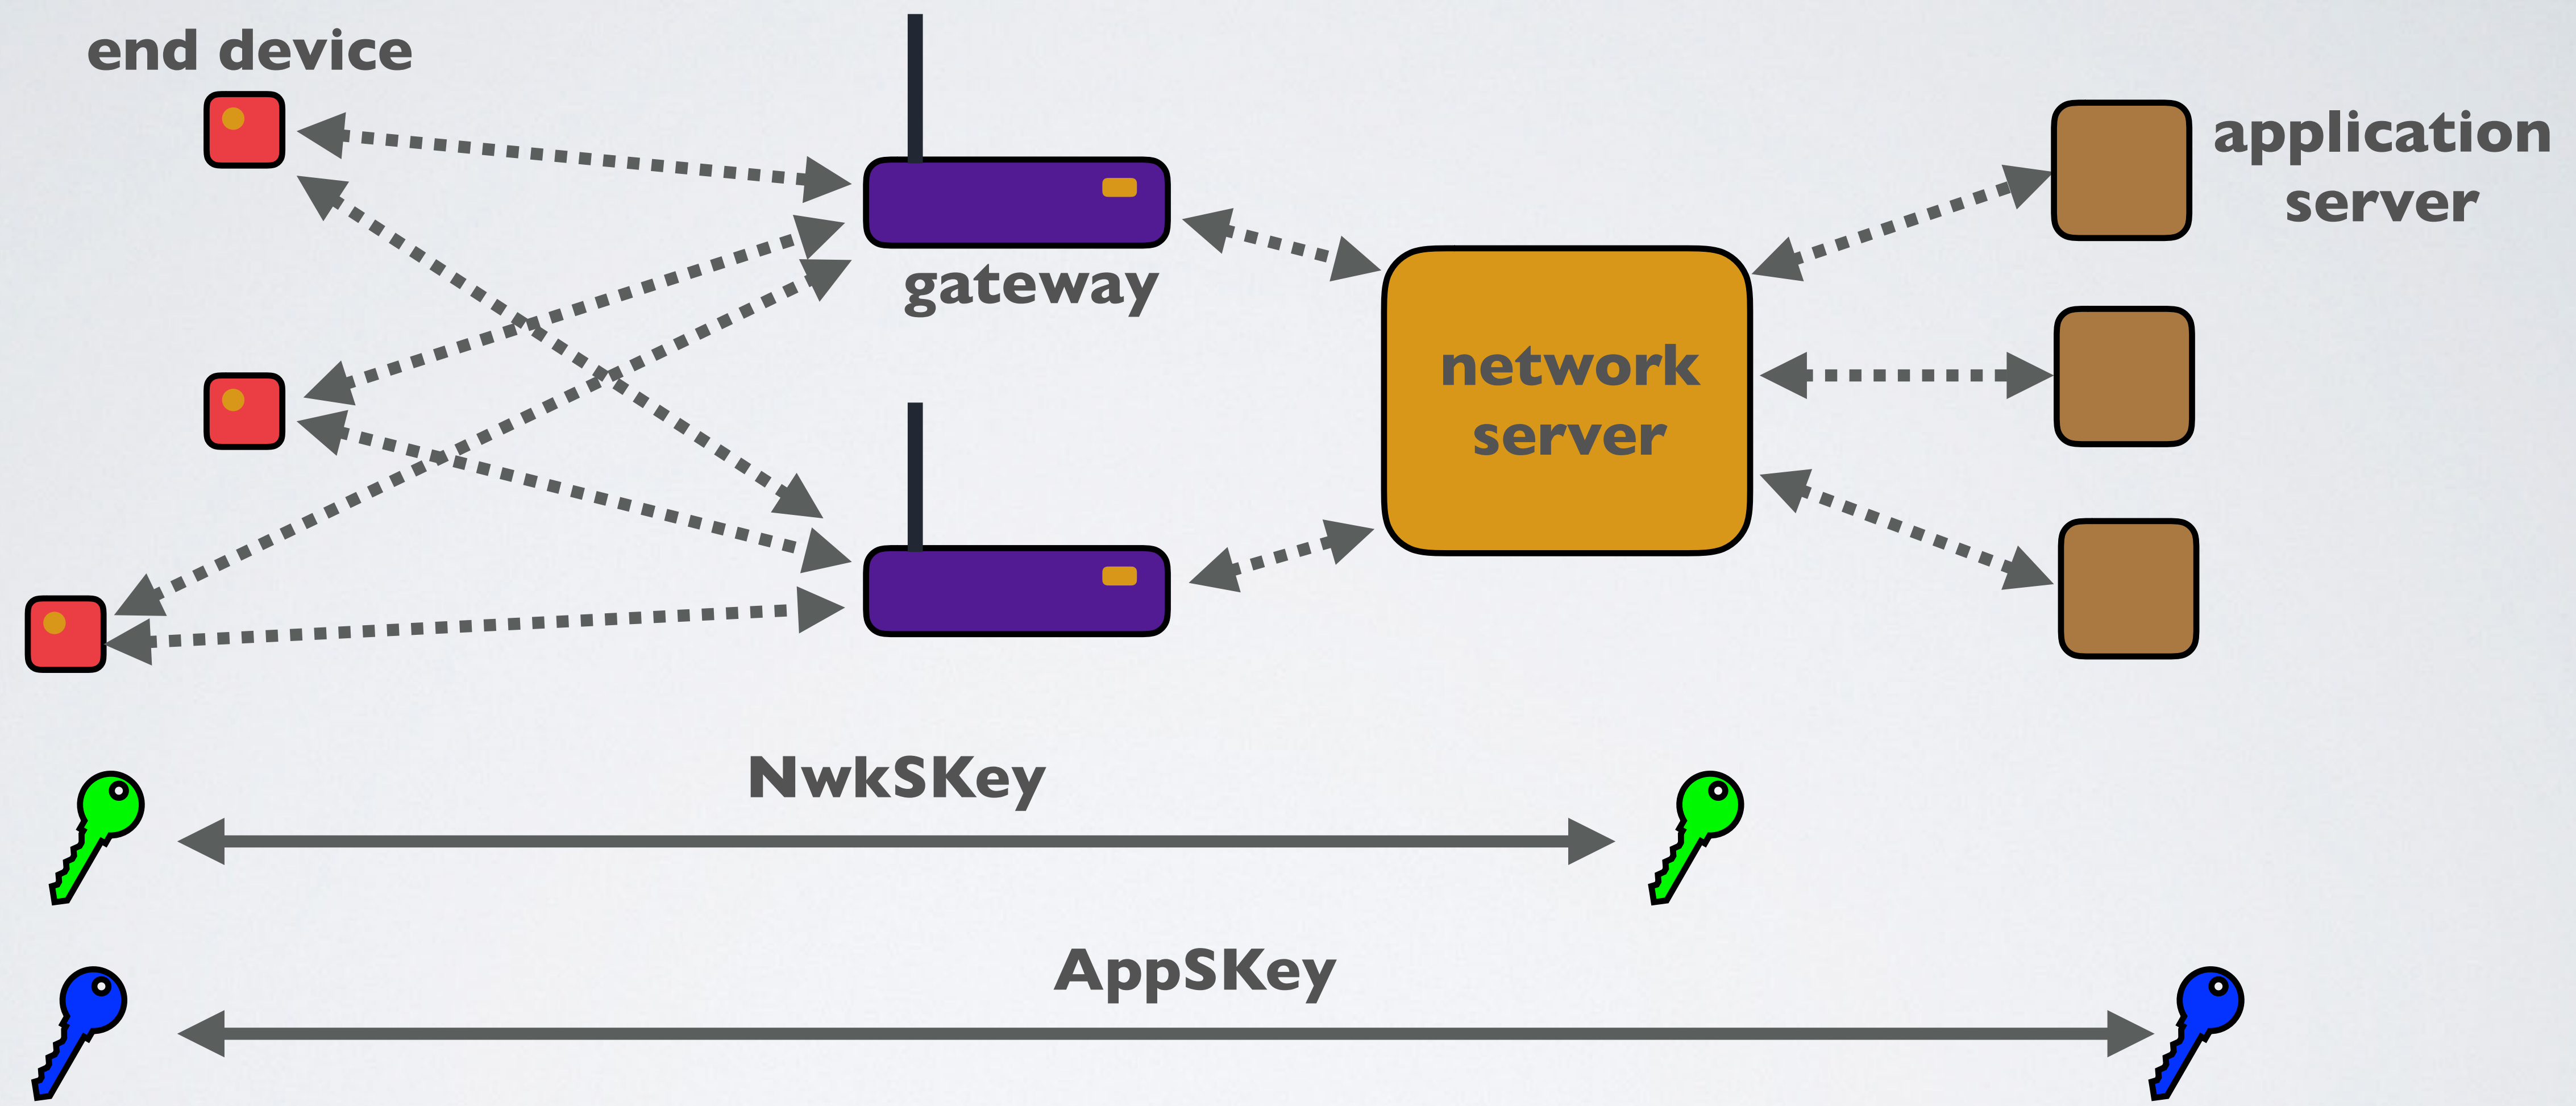 end device
gateway
network
server
application
server
NwkSKey
AppSKey